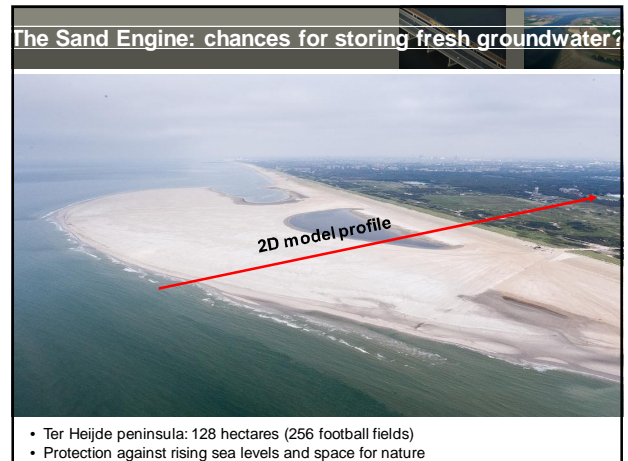 The Sand Engine: chances for storing fresh groundwater?
2D model profile
• Ter Heijde peninsula: 128 hectares (256 football fields)
• Protection against rising sea levels and space for nature